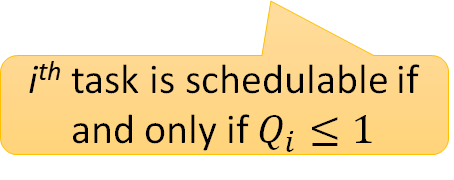 iᵗʰ task is schedulable if
and only if Qᵢ ≤ 1